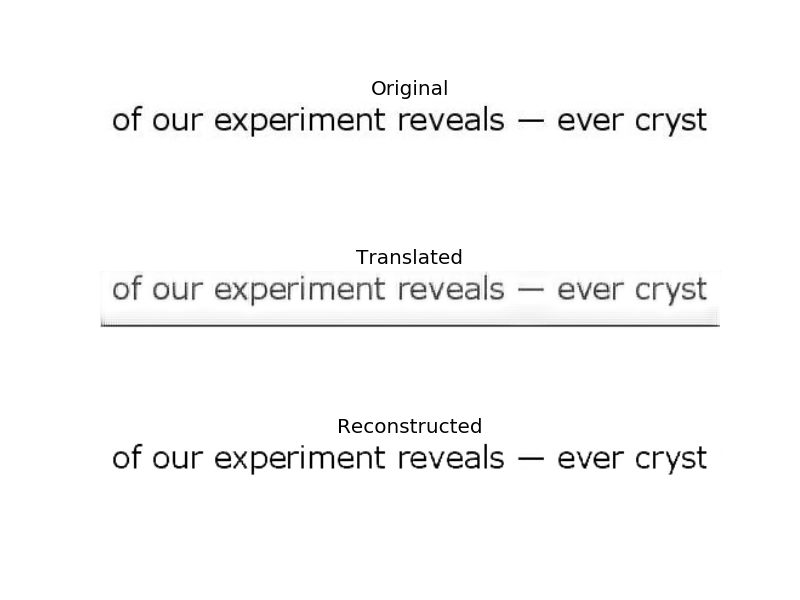 Original
of our experiment reveals — ever cryst
Translated
of our experiment reveals — ever cryst
Reconstructed
of our experiment reveals — ever cryst